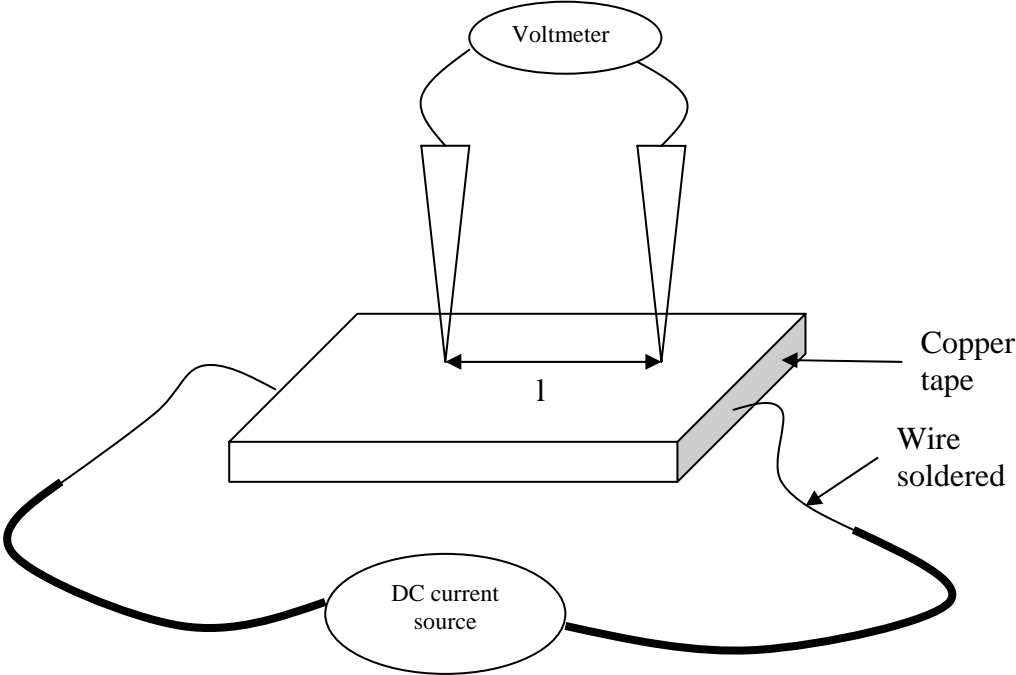 Voltmeter
l
Copper
tape
Wire
soldered
DC current
source